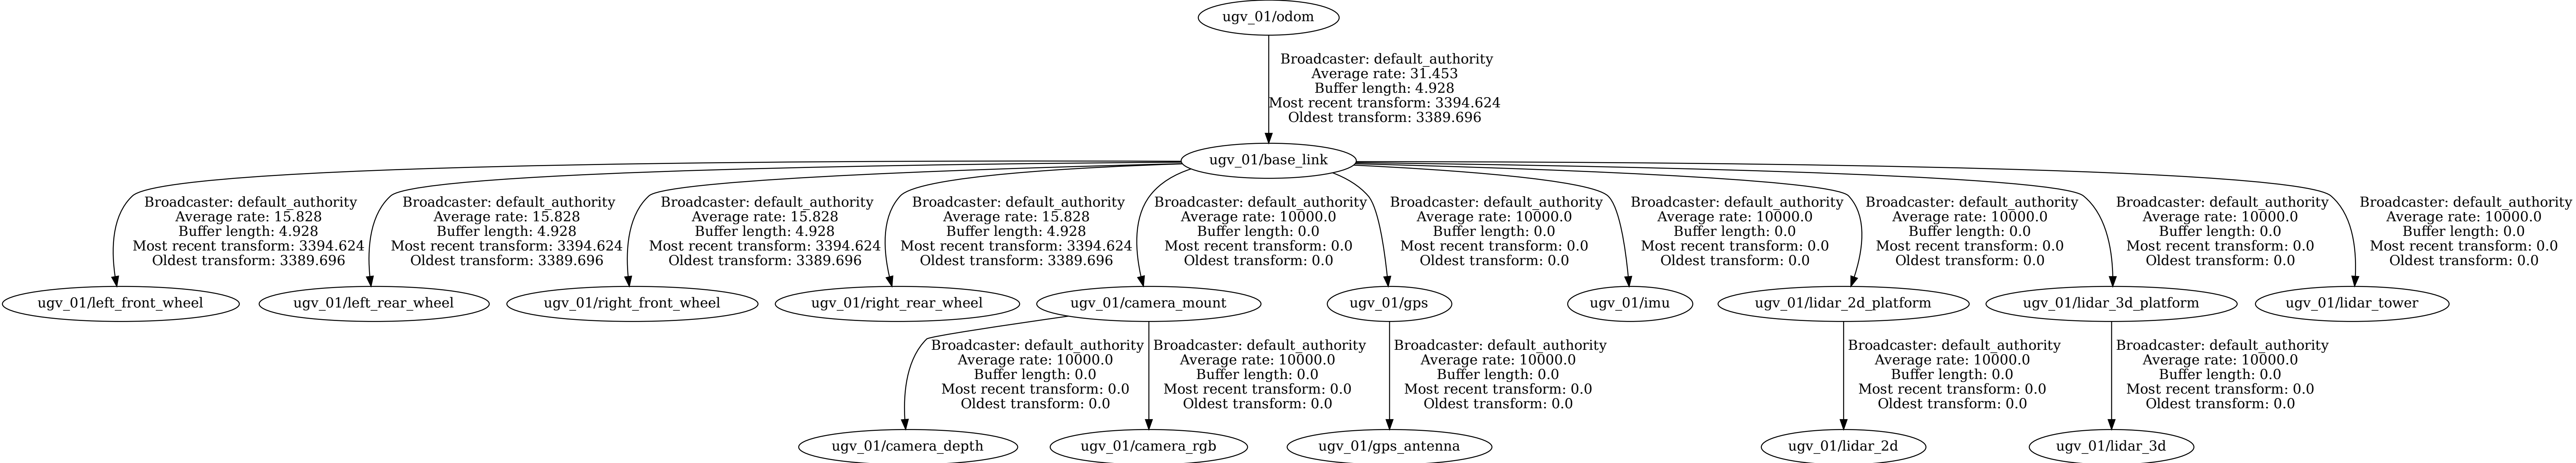 ugv_01/odom
Broadcaster: default_authority
Average rate: 31.453
Buffer length: 4.928
Most recent transform: 3394.624
Oldest transform: 3389.696
ugv_01/base_link
Broadcaster: default_authority
Average rate: 15.828
Buffer length: 4.928
Most recent transform: 3394.624
Oldest transform: 3389.696
Broadcaster: default_authority
Average rate: 15.828
Buffer length: 4.928
Most recent transform: 3394.624
Oldest transform: 3389.696
Broadcaster: default_authority
Average rate: 15.828
Buffer length: 4.928
Most recent transform: 3394.624
Oldest transform: 3389.696
Broadcaster: default_authority
Average rate: 15.828
Buffer length: 4.928
Most recent transform: 3394.624
Oldest transform: 3389.696
Broadcaster: default_authority
Average rate: 10000.0
Buffer length: 0.0
Most recent transform: 0.0
Oldest transform: 0.0
Broadcaster: default_authority
Average rate: 10000.0
Buffer length: 0.0
Most recent transform: 0.0
Oldest transform: 0.0
Broadcaster: default_authority
Average rate: 10000.0
Buffer length: 0.0
Most recent transform: 0.0
Oldest transform: 0.0
Broadcaster: default_authority
Average rate: 10000.0
Buffer length: 0.0
Most recent transform: 0.0
Oldest transform: 0.0
Broadcaster: default_authority
Average rate: 10000.0
Buffer length: 0.0
Most recent transform: 0.0
Oldest transform: 0.0
Broadcaster: default_authority
Average rate: 10000.0
Buffer length: 0.0
Most recent transform: 0.0
Oldest transform: 0.0
ugv_01/left_front_wheel
ugv_01/left_rear_wheel
ugv_01/right_front_wheel
ugv_01/right_rear_wheel
ugv_01/camera_mount
ugv_01/gps
ugv_01/imu
ugv_01/lidar_2d_platform
ugv_01/lidar_3d_platform
ugv_01/lidar_tower
Broadcaster: default_authority
Average rate: 10000.0
Buffer length: 0.0
Most recent transform: 0.0
Oldest transform: 0.0
Broadcaster: default_authority
Average rate: 10000.0
Buffer length: 0.0
Most recent transform: 0.0
Oldest transform: 0.0
Broadcaster: default_authority
Average rate: 10000.0
Buffer length: 0.0
Most recent transform: 0.0
Oldest transform: 0.0
Broadcaster: default_authority
Average rate: 10000.0
Buffer length: 0.0
Most recent transform: 0.0
Oldest transform: 0.0
Broadcaster: default_authority
Average rate: 10000.0
Buffer length: 0.0
Most recent transform: 0.0
Oldest transform: 0.0
ugv_01/camera_depth
ugv_01/camera_rgb
ugv_01/gps_antenna
ugv_01/lidar_2d
ugv_01/lidar_3d